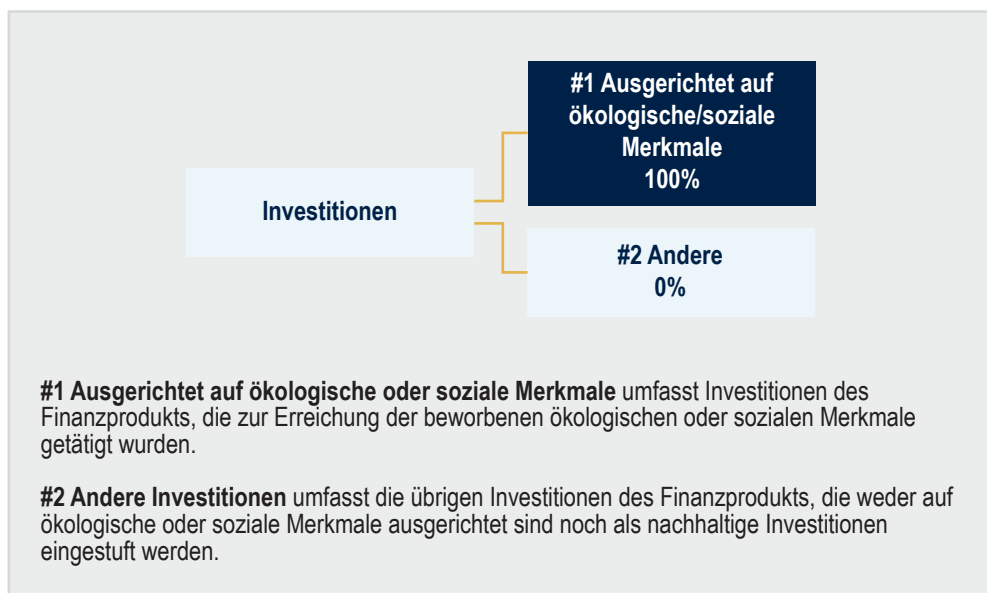 #1 Ausgerichtet auf
ökologische/soziale
Merkmale
100%
Investitionen
#2 Andere
0%
#1 Ausgerichtet auf ökologische oder soziale Merkmale umfasst Investitionen des
Finanzprodukts, die zur Erreichung der beworbenen ökologischen oder sozialen Merkmale
getätigt wurden.
#2 Andere Investitionen umfasst die übrigen Investitionen des Finanzprodukts, die weder auf
ökologische oder soziale Merkmale ausgerichtet sind noch als nachhaltige Investitionen
eingestuft werden.